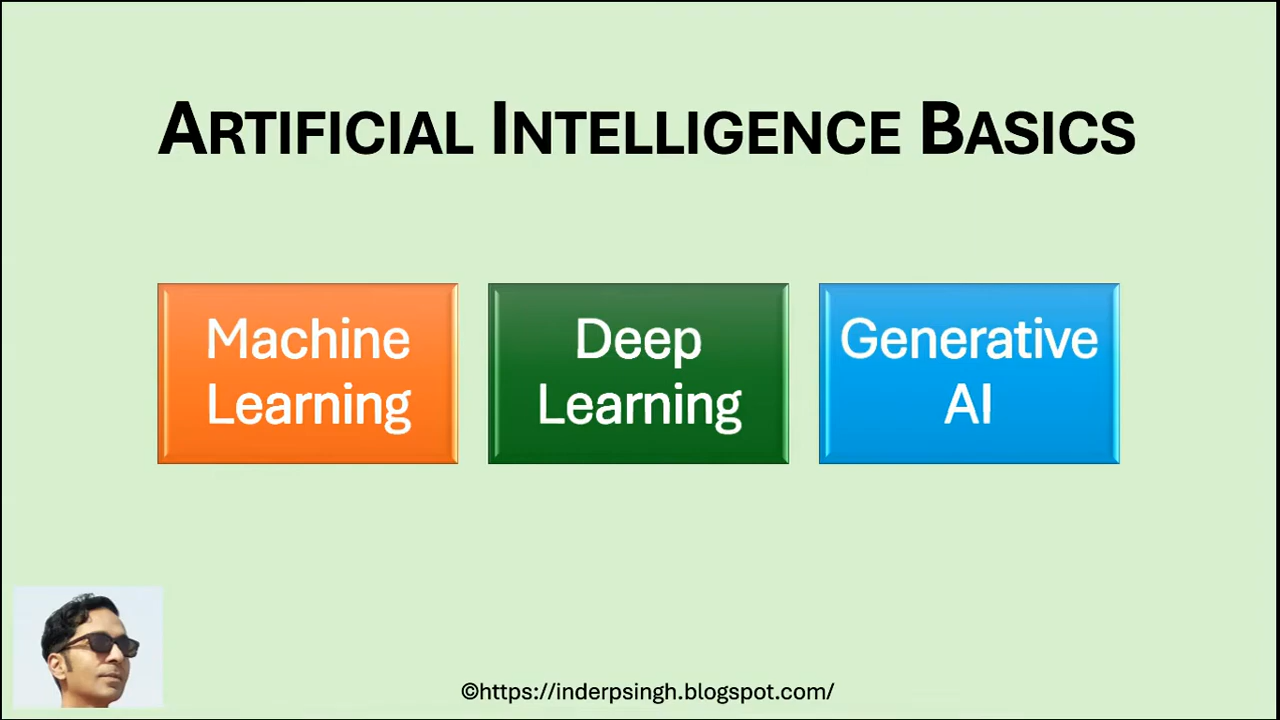 ARTIFICIAL INTELLIGENCE BASICS
Machine
Learning
Deep
Learning
Generative
AI
©https://inderpsingh.blogspot.com/